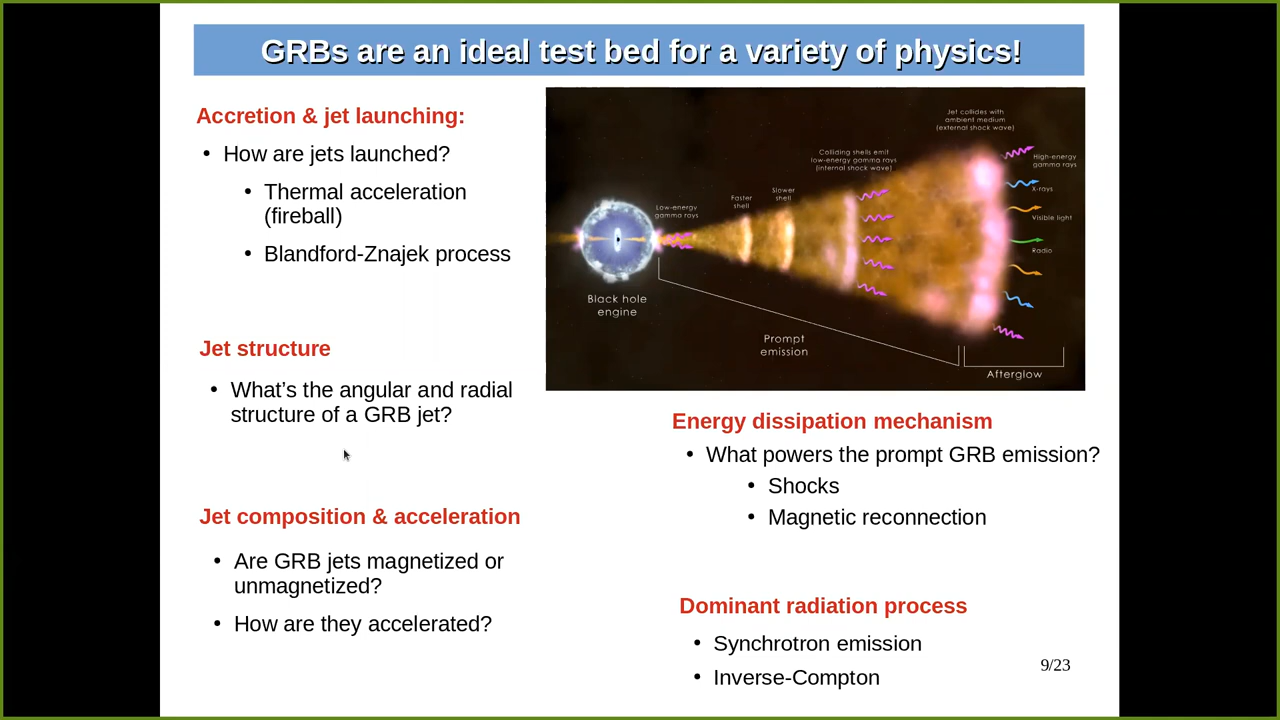 GRBs are an ideal test bed for a variety of physics!
Accretion & jet launching:
• How are jets launched?
• Thermal acceleration
(fireball)
• Blandford-Znajek process
Jet structure
• What's the angular and radial
structure of a GRB jet?
Jet composition & acceleration
• Are GRB jets magnetized or
unmagnetized?
• How are they accelerated?
Jet collides with
ambient medium
(external shock wave)
Colliding shells emit
low-energy gamma rays
(internal shock wave)
High-energy
gamma rays
X-rays
Slower
shell
Faster
shell
Low-energy
gamma rays
Visible light
Radio
Black hole
engine
Prompt
emission
Afterglow
Energy dissipation mechanism
• What powers the prompt GRB emission?
• Shocks
• Magnetic reconnection
Dominant radiation process
• Synchrotron emission
• Inverse-Compton
9/23